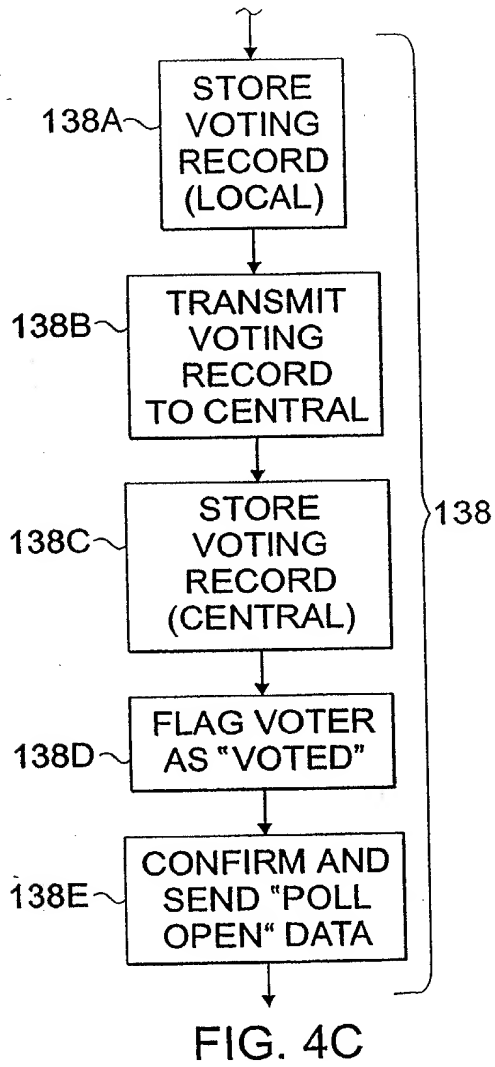 138A
STORE
VOTING
RECORD
(LOCAL)
138B
TRANSMIT
VOTING
RECORD
TO CENTRAL
138C
STORE
VOTING
RECORD
(CENTRAL)
138
138D
FLAG VOTER
AS "VOTED"
138E
CONFIRM AND
SEND "POLL
OPEN" DATA
FIG. 4C